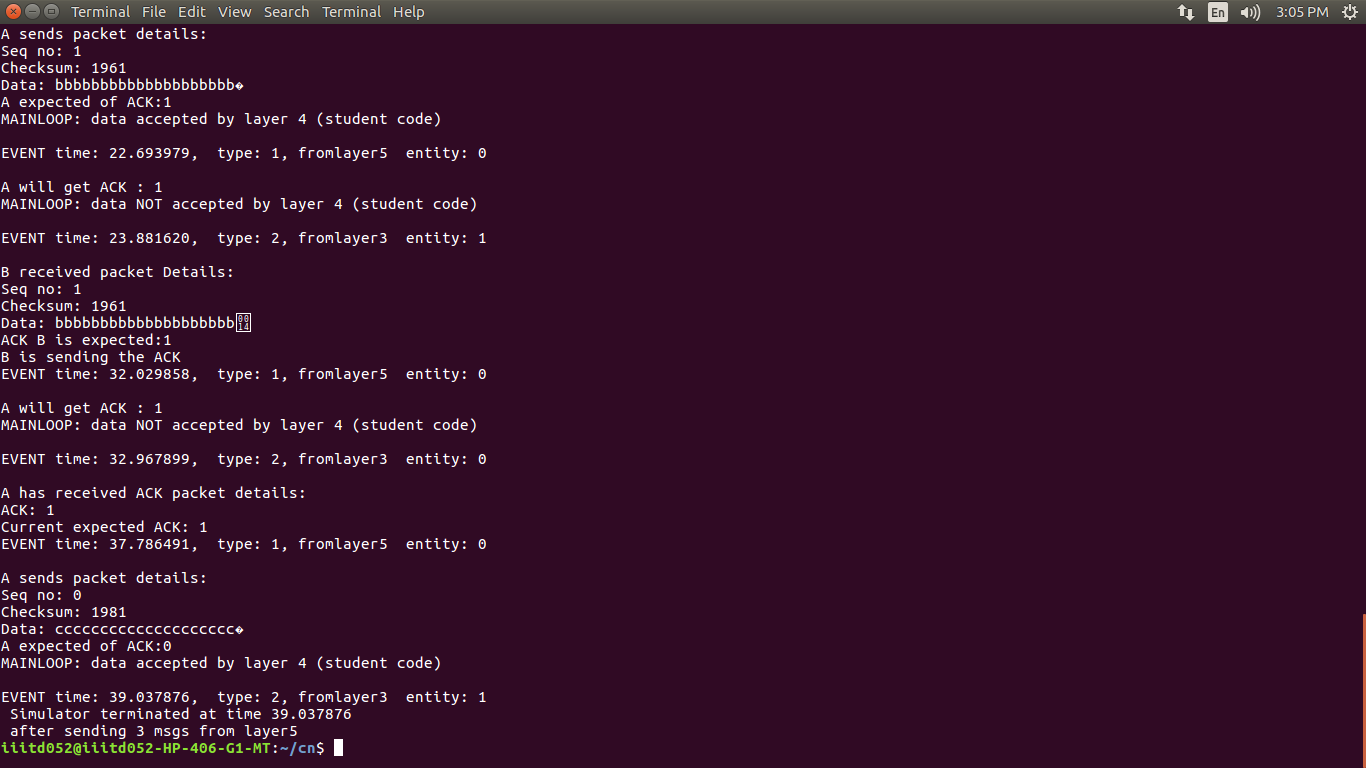 Terminal File Edit View Search Terminal Help En 3:05 PM
A sends packet details:
Seq no: 1
Checksum: 1961
Data: bbbbbbbbbbbbbbbbbbbb�
A expected of ACK:1
MAINLOOP: data accepted by layer 4 (student code)
EVENT time: 22.693979,  type: 1, fromlayer5  entity: 0
A will get ACK : 1
MAINLOOP: data NOT accepted by layer 4 (student code)
EVENT time: 23.881620,  type: 2, fromlayer3  entity: 1
B received packet Details:
Seq no: 1
Checksum: 1961
Data: bbbbbbbbbbbbbbbbbbbb
ACK B is expected:1
B is sending the ACK
EVENT time: 32.029858,  type: 1, fromlayer5  entity: 0
A will get ACK : 1
MAINLOOP: data NOT accepted by layer 4 (student code)
EVENT time: 32.967899,  type: 2, fromlayer3  entity: 0
A has received ACK packet details:
ACK: 1
Current expected ACK: 1
EVENT time: 37.786491,  type: 1, fromlayer5  entity: 0
A sends packet details:
Seq no: 0
Checksum: 1981
Data: cccccccccccccccccccc�
A expected of ACK:0
MAINLOOP: data accepted by layer 4 (student code)
EVENT time: 39.037876,  type: 2, fromlayer3  entity: 1
 Simulator terminated at time 39.037876
 after sending 3 msgs from layer5
iiitd052@iiitd052-HP-406-G1-MT:~/cn$